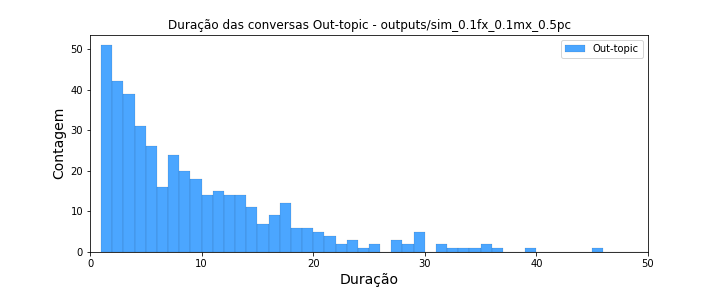 Duração das conversas Out-topic - outputs/sim_0.1fx_0.1mx_0.5pc
Out-topic
Contagem
50
40
30
20
10
0
0 10 20 30 40 50
Duração